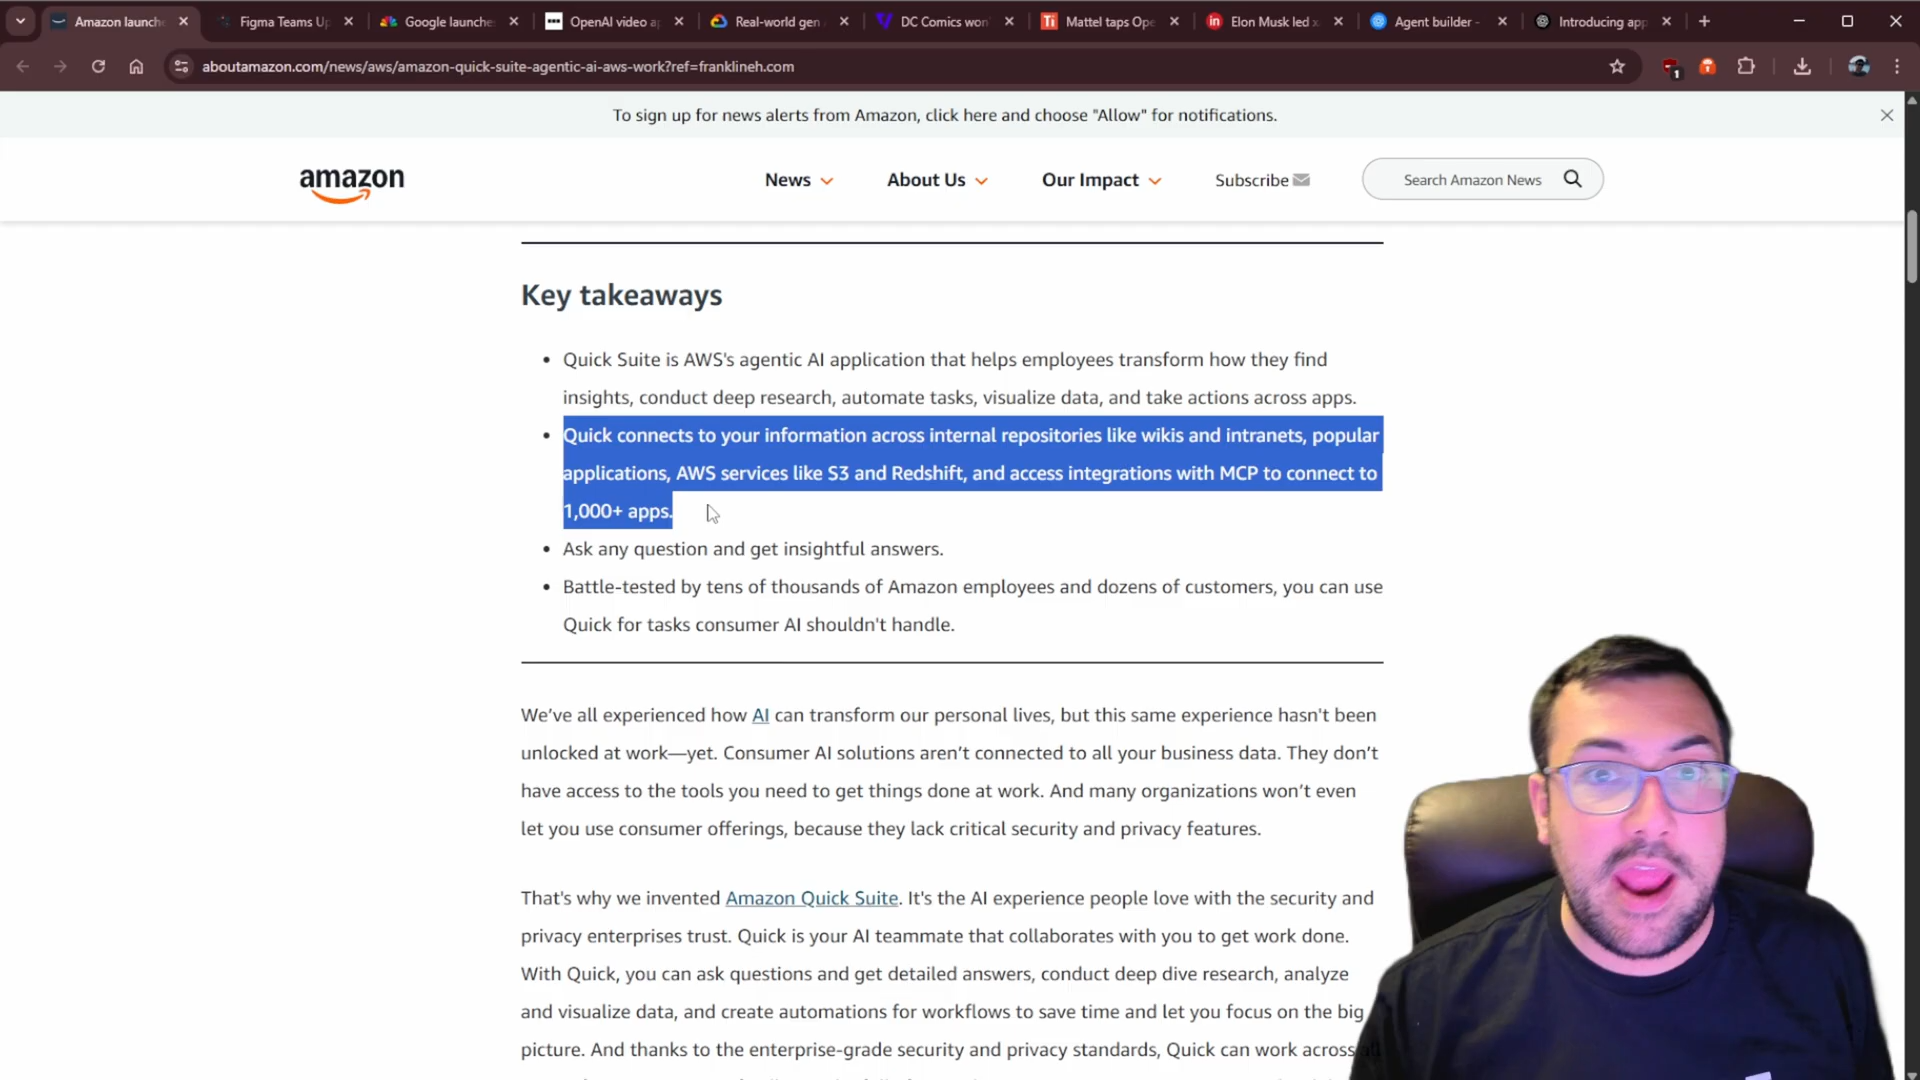 Amazon launch
Figma Teams Up
Google launche
OpenAI video a
Real-world gen
DC Comics won'
Mattel taps Ope
Elon Musk led x
Agent builder -
Introducing app
aboutamazon.com/news/aws/amazon-quick-suite-agentic-ai-aws-work?ref=franklineh.com
1
To sign up for news alerts from Amazon, click here and choose "Allow" for notifications.
amazon
News
About Us
Our Impact
Subscribe
Search Amazon News
Key takeaways
• Quick Suite is AWS's agentic AI application that helps employees transform how they find
insights, conduct deep research, automate tasks, visualize data, and take actions across apps.
• Quick connects to your information across internal repositories like wikis and intranets, popular
applications, AWS services like S3 and Redshift, and access integrations with MCP to connect to
1,000+ apps.
• Ask any question and get insightful answers.
• Battle-tested by tens of thousands of Amazon employees and dozens of customers, you can use
Quick for tasks consumer AI shouldn't handle.
We’ve all experienced how AI can transform our personal lives, but this same experience hasn't been
unlocked at work—yet. Consumer AI solutions aren’t connected to all your business data. They don’t
have access to the tools you need to get things done at work. And many organizations won’t even
let you use consumer offerings, because they lack critical security and privacy features.
That's why we invented Amazon Quick Suite. It's the AI experience people love with the security and
privacy enterprises trust. Quick is your AI teammate that collaborates with you to get work done.
With Quick, you can ask questions and get detailed answers, conduct deep dive research, analyze
and visualize data, and create automations for workflows to save time and let you focus on the big
picture. And thanks to the enterprise-grade security and privacy standards, Quick can work across